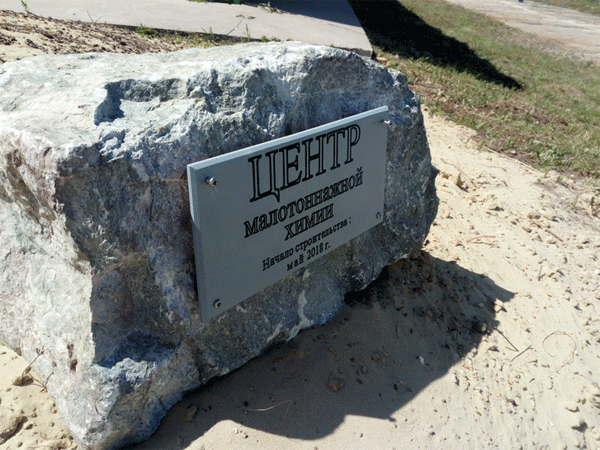 ЦЕНТР
МАЛОТОННАЖНОЙ
ХИМИИ
Начало строительства :
май 2018 г.